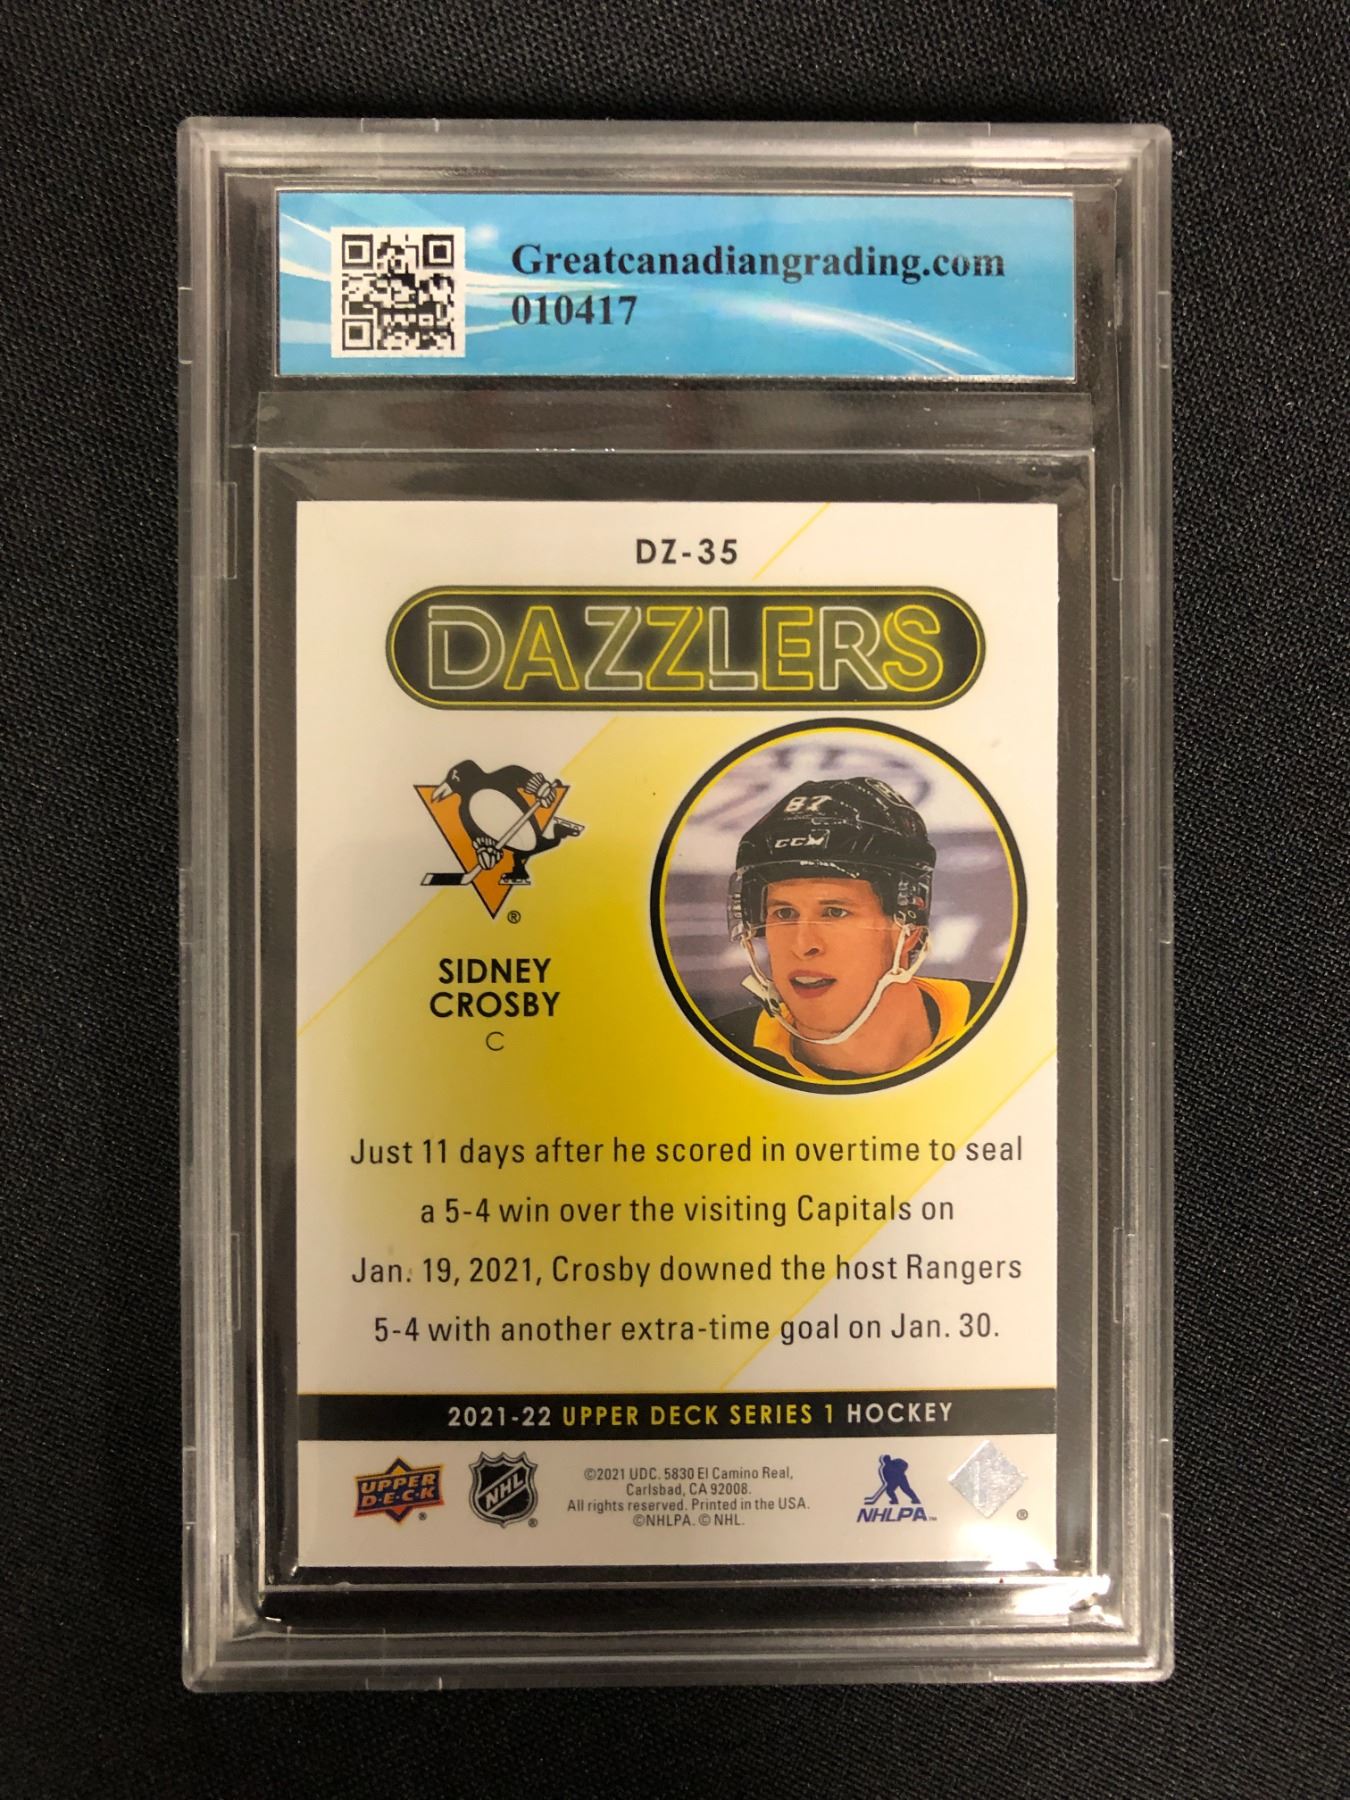 Greatcanadiangrading.com
010417
DZ-35
DAZZLERS
87
CCM
®
SIDNEY
CROSBY
C
Just 11 days after he scored in overtime to seal
a 5-4 win over the visiting Capitals on
Jan. 19, 2021, Crosby downed the host Rangers
5-4 with another extra-time goal on Jan. 30.
2021-22 UPPER DECK SERIES 1 HOCKEY
UPPER
D·E·C·K
®
NHL
®
©2021 UDC. 5830 El Camino Real,
Carlsbad, CA 92008.
All rights reserved. Printed in the USA.
©NHLPA. © NHL.
NHLPA™
®